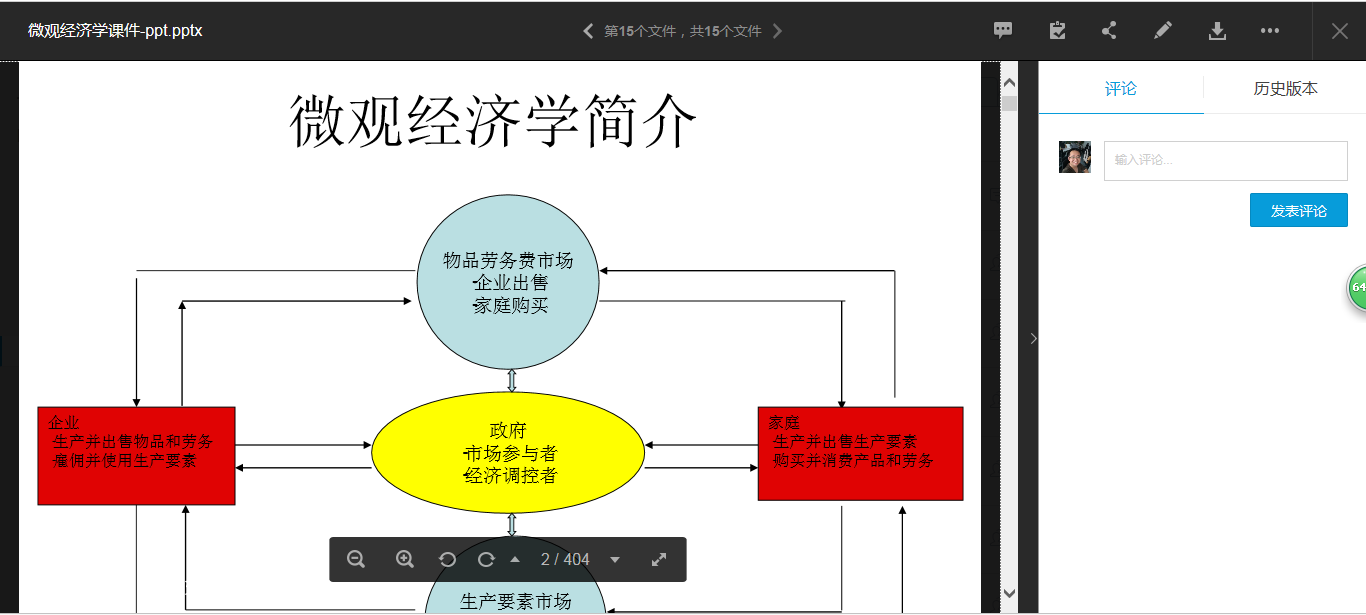 微观经济学课件-ppt.pptx
第15个文件，共15个文件
评论
历史版本
输入评论...
发表评论
64
微观经济学简介
物品劳务费市场
-企业出售
-家庭购买
企业
生产并出售物品和劳务
雇佣并使用生产要素
政府
-市场参与者
-经济调控者
家庭
生产并出售生产要素
购买并消费产品和劳务
2 / 404
生产要素市场